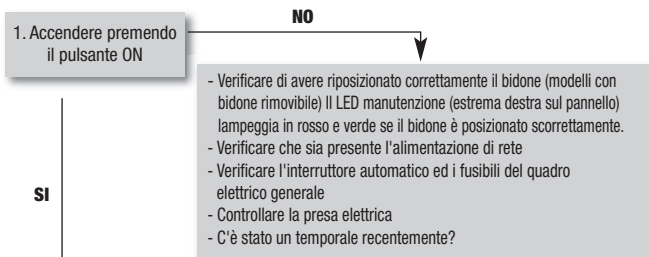 NO
1. Accendere premendo
il pulsante ON
- Verificare di avere riposizionato correttamente il bidone (modelli con
bidone rimovibile) Il LED manutenzione (estrema destra sul pannello)
lampeggia in rosso e verde se il bidone è posizionato scorrettamente.
- Verificare che sia presente l'alimentazione di rete
- Verificare l'interruttore automatico ed i fusibili del quadro
elettrico generale
- Controllare la presa elettrica
- C'è stato un temporale recentemente?
SI